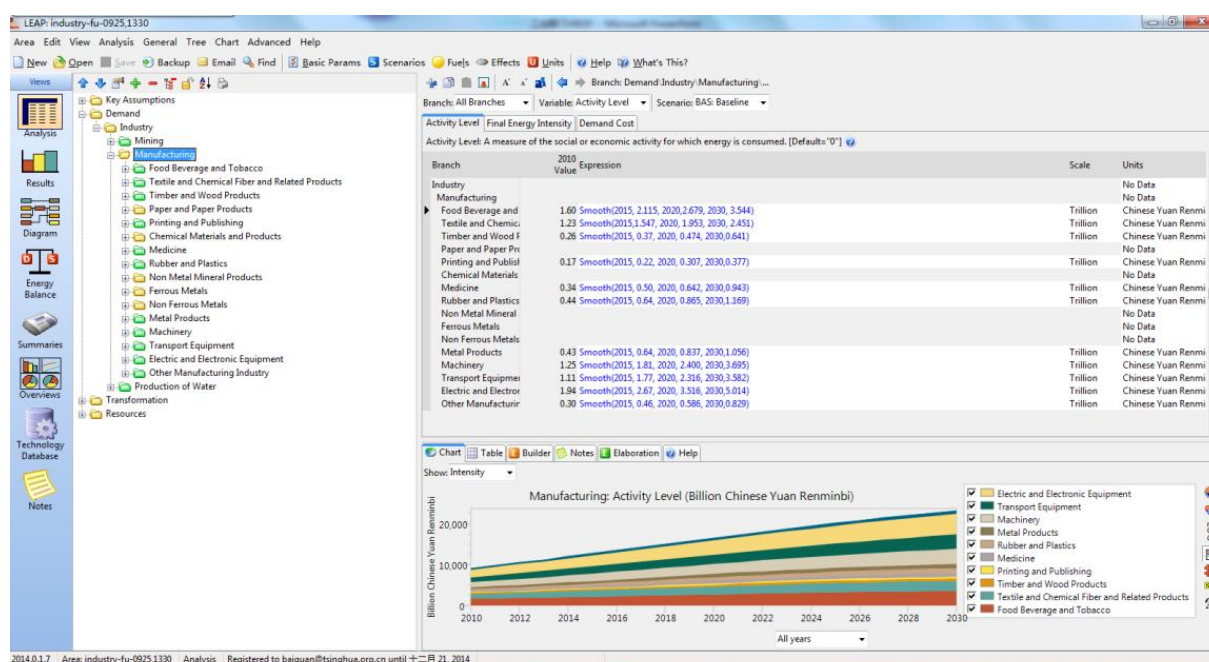 LEAP: industry-fu-0925,1330
Area Edit View Analysis General Tree Chart Advanced Help
New Open Save Backup Email Find Basic Params Scenarios Fuels Effects Units Help What's This?
Views
Analysis
Results
Diagram
Energy
Balance
Summaries
Overviews
Technology
Database
Notes
Key Assumptions
Demand
Industry
Mining
Manufacturing
Food Beverage and Tobacco
Textile and Chemical Fiber and Related Products
Timber and Wood Products
Paper and Paper Products
Printing and Publishing
Chemical Materials and Products
Medicine
Rubber and Plastics
Non Metal Mineral Products
Ferrous Metals
Non Ferrous Metals
Metal Products
Machinery
Transport Equipment
Electric and Electronic Equipment
Other Manufacturing Industry
Production of Water
Transformation
Resources
Branch: Demand\Industry\Manufacturing\...
Branch: All Branches Variable: Activity Level Scenario: BAS: Baseline
Activity Level Final Energy Intensity Demand Cost
Activity Level: A measure of the social or economic activity for which energy is consumed. [Default="0"]
Branch 2010 Value Expression Scale Units
Industry No Data
Manufacturing No Data
Food Beverage and 1.60 Smooth(2015, 2.115, 2020,2.679, 2030, 3.544) Trillion Chinese Yuan Renmi
Textile and Chemic 1.23 Smooth(2015,1.547, 2020, 1.953, 2030, 2.451) Trillion Chinese Yuan Renmi
Timber and Wood F 0.26 Smooth(2015, 0.37, 2020, 0.474, 2030,0.641) Trillion Chinese Yuan Renmi
Paper and Paper Prc No Data
Printing and Publisl 0.17 Smooth(2015, 0.22, 2020, 0.307, 2030,0.377) Trillion Chinese Yuan Renmi
Chemical Materials No Data
Medicine 0.34 Smooth(2015, 0.50, 2020, 0.642, 2030,0.943) Trillion Chinese Yuan Renmi
Rubber and Plastics 0.44 Smooth(2015, 0.64, 2020, 0.865, 2030,1.169) Trillion Chinese Yuan Renmi
Non Metal Mineral No Data
Ferrous Metals No Data
Non Ferrous Metals No Data
Metal Products 0.43 Smooth(2015, 0.64, 2020, 0.837, 2030,1.056) Trillion Chinese Yuan Renmi
Machinery 1.25 Smooth(2015, 1.81, 2020, 2.400, 2030,3.695) Trillion Chinese Yuan Renmi
Transport Equipmer 1.11 Smooth(2015, 1.77, 2020, 2.316, 2030,3.582) Trillion Chinese Yuan Renmi
Electric and Electror 1.94 Smooth(2015, 2.67, 2020, 3.516, 2030,5.014) Trillion Chinese Yuan Renmi
Other Manufacturir 0.30 Smooth(2015, 0.46, 2020, 0.586, 2030,0.829) Trillion Chinese Yuan Renmi
Chart Table Builder Notes Elaboration Help
Show: Intensity
Manufacturing: Activity Level (Billion Chinese Yuan Renminbi)
Billion Chinese Yuan Renminbi
20,000
10,000
0
2010 2012 2014 2016 2018 2020 2022 2024 2026 2028 2030
Electric and Electronic Equipment
Transport Equipment
Machinery
Metal Products
Rubber and Plastics
Medicine
Printing and Publishing
Timber and Wood Products
Textile and Chemical Fiber and Related Products
Food Beverage and Tobacco
All years
2014.0.1.7 Area: industry-fu-0925,1330 Analysis Registered to baiquan@tsinghua.org.cn until 十二月 21, 2014